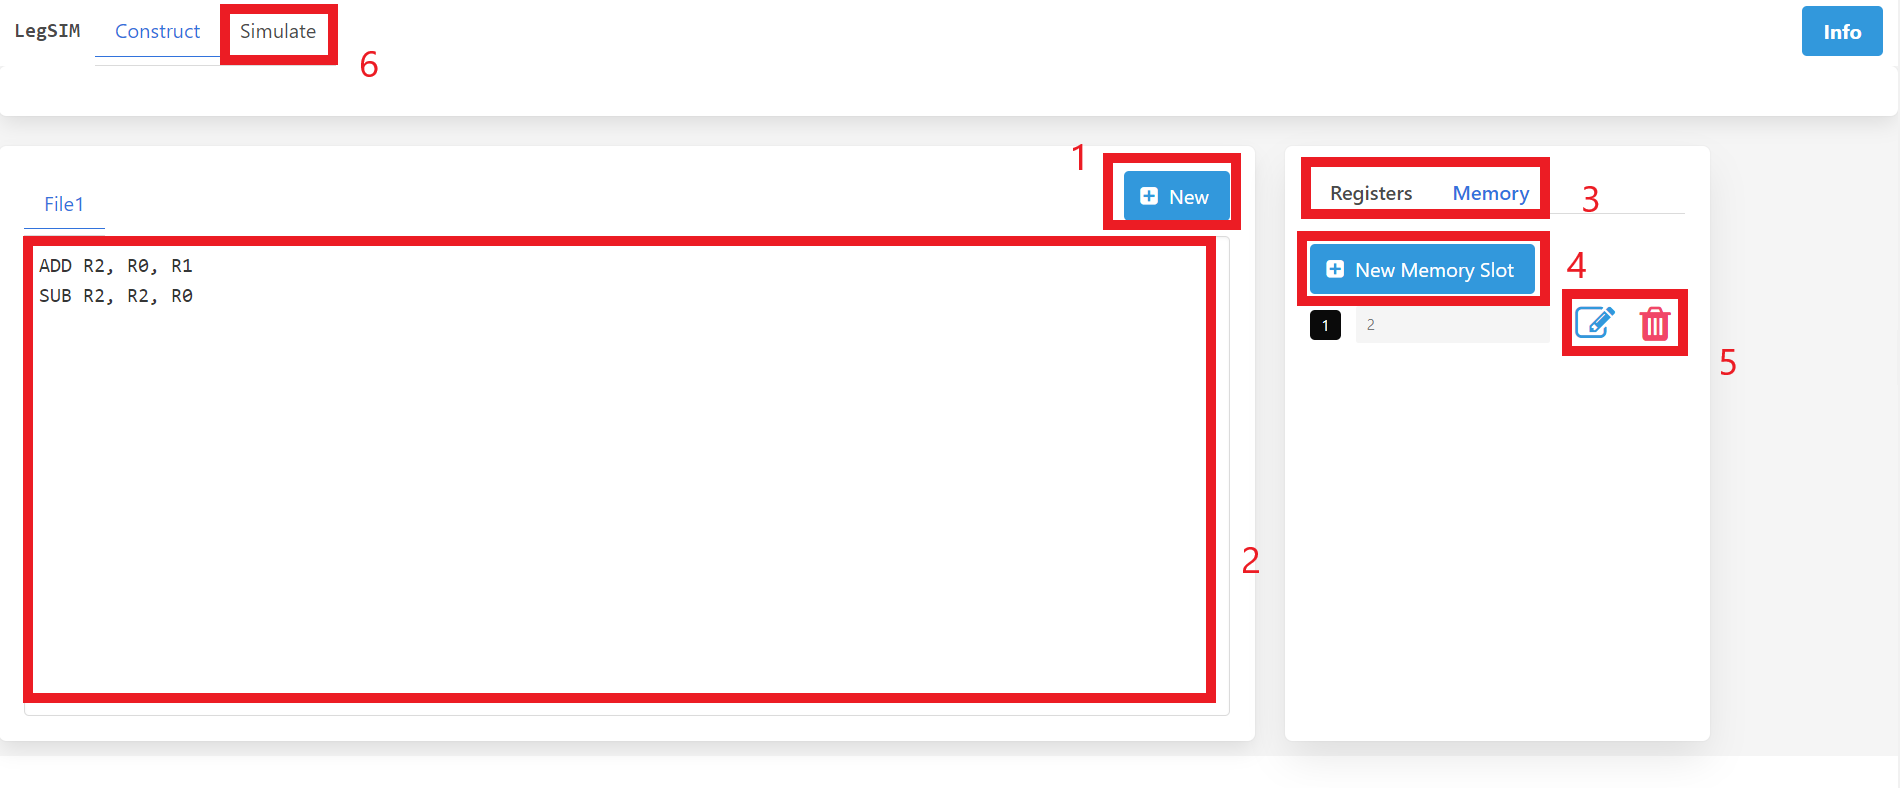 LegSIM Construct Simulate 6 Info
1 New
File1
ADD R2, R0, R1
SUB R2, R2, R0
2
Registers Memory 3
New Memory Slot 4
1 2
5